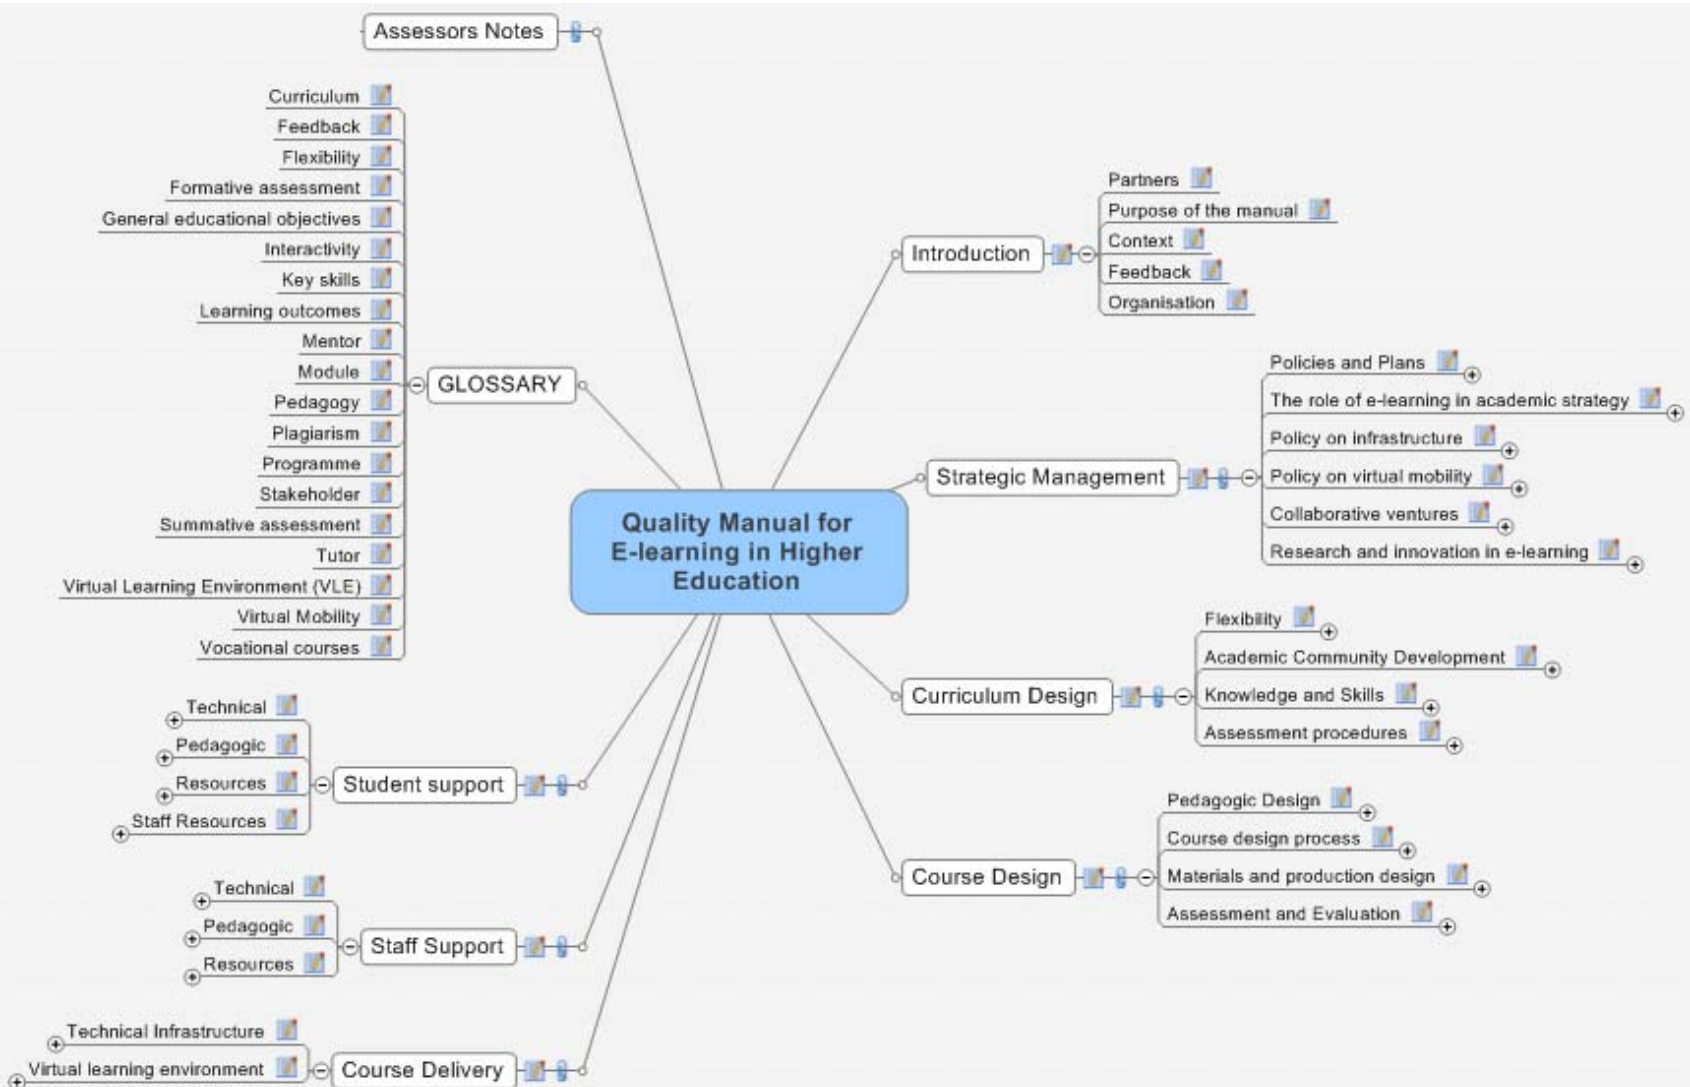 Assessors Notes
Curriculum
Feedback
Flexibility
Formative assessment
General educational objectives
Interactivity
Key skills
Learning outcomes
Mentor
Module
Pedagogy
Plagiarism
Programme
Stakeholder
Summative assessment
Tutor
Virtual Learning Environment (VLE)
Virtual Mobility
Vocational courses
GLOSSARY
Technical
Pedagogic
Resources
Staff Resources
Student support
Technical
Pedagogic
Resources
Staff Support
Technical Infrastructure
Virtual learning environment
Course Delivery
Quality Manual for
E-learning in Higher
Education
Introduction
Partners
Purpose of the manual
Context
Feedback
Organisation
Strategic Management
Policies and Plans
The role of e-learning in academic strategy
Policy on infrastructure
Policy on virtual mobility
Collaborative ventures
Research and innovation in e-learning
Curriculum Design
Flexibility
Academic Community Development
Knowledge and Skills
Assessment procedures
Course Design
Pedagogic Design
Course design process
Materials and production design
Assessment and Evaluation